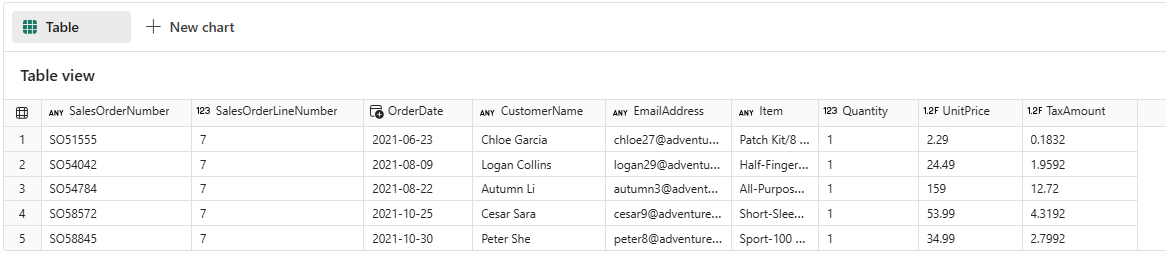 Table New chart
Table view
ANY SalesOrderNumber 123 SalesOrderLineNumber OrderDate ANY CustomerName ANY EmailAddress ANY Item 123 Quantity 1.2F UnitPrice 1.2F TaxAmount
1 SO51555 7 2021-06-23 Chloe Garcia chloe27@adventu... Patch Kit/8 ... 1 2.29 0.1832
2 SO54042 7 2021-08-09 Logan Collins logan29@adventu... Half-Finger... 1 24.49 1.9592
3 SO54784 7 2021-08-22 Autumn Li autumn3@advent... All-Purpos... 1 159 12.72
4 SO58572 7 2021-10-25 Cesar Sara cesar9@adventure... Short-Slee... 1 53.99 4.3192
5 SO58845 7 2021-10-30 Peter She peter8@adventure... Sport-100 ... 1 34.99 2.7992